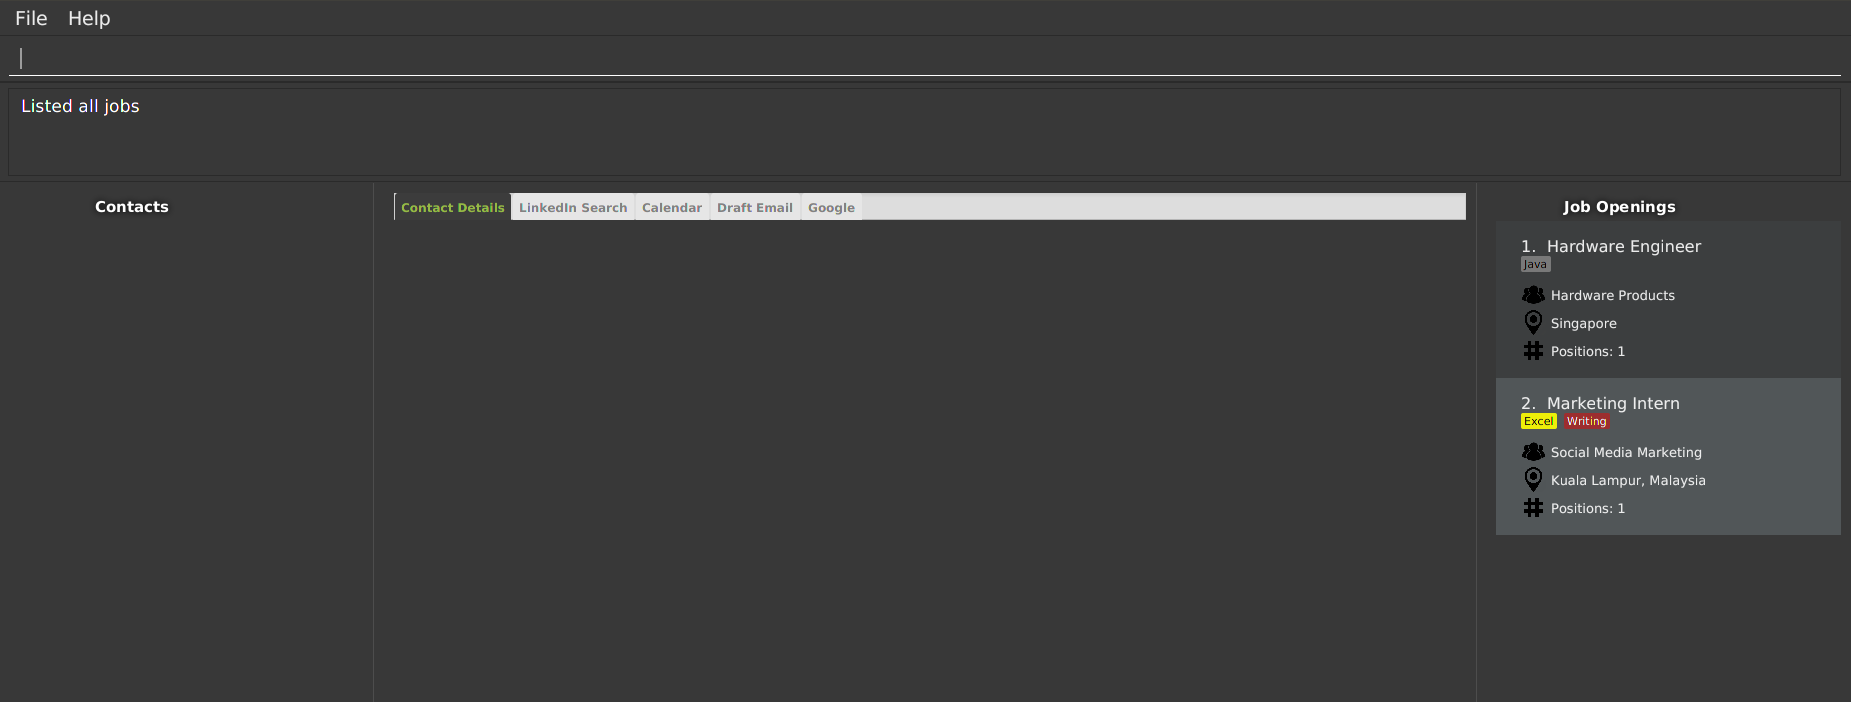 File Help
Listed all jobs
Contacts
Contact Details LinkedIn Search Calendar Draft Email Google
Job Openings
1. Hardware Engineer
Java
Hardware Products
Singapore
Positions: 1
2. Marketing Intern
Excel Writing
Social Media Marketing
Kuala Lampur, Malaysia
Positions: 1